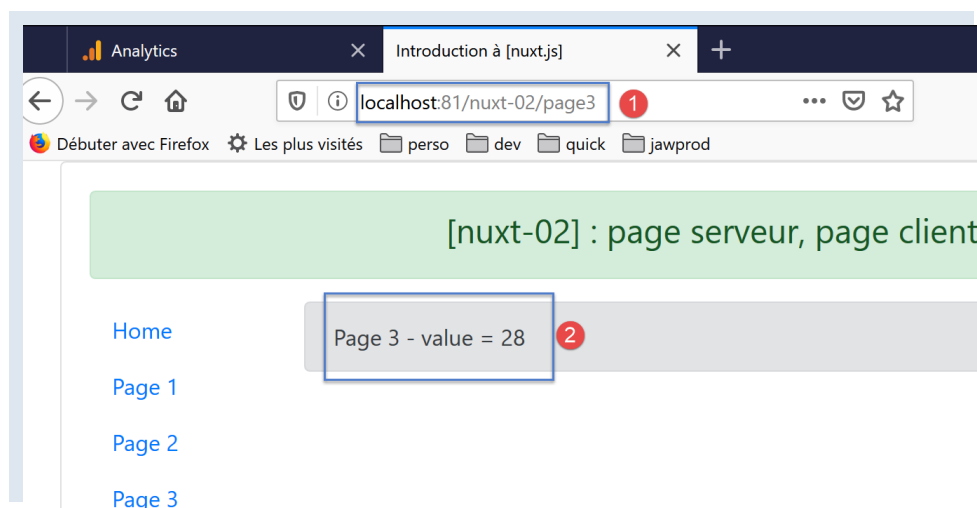 Analytics
Introduction à [nuxt.js]
localhost:81/nuxt-02/page3
1
Débuter avec Firefox
Les plus visités
perso
dev
quick
jawprod
[nuxt-02] : page serveur, page client
Home
Page 3 - value = 28
2
Page 1
Page 2
Page 3